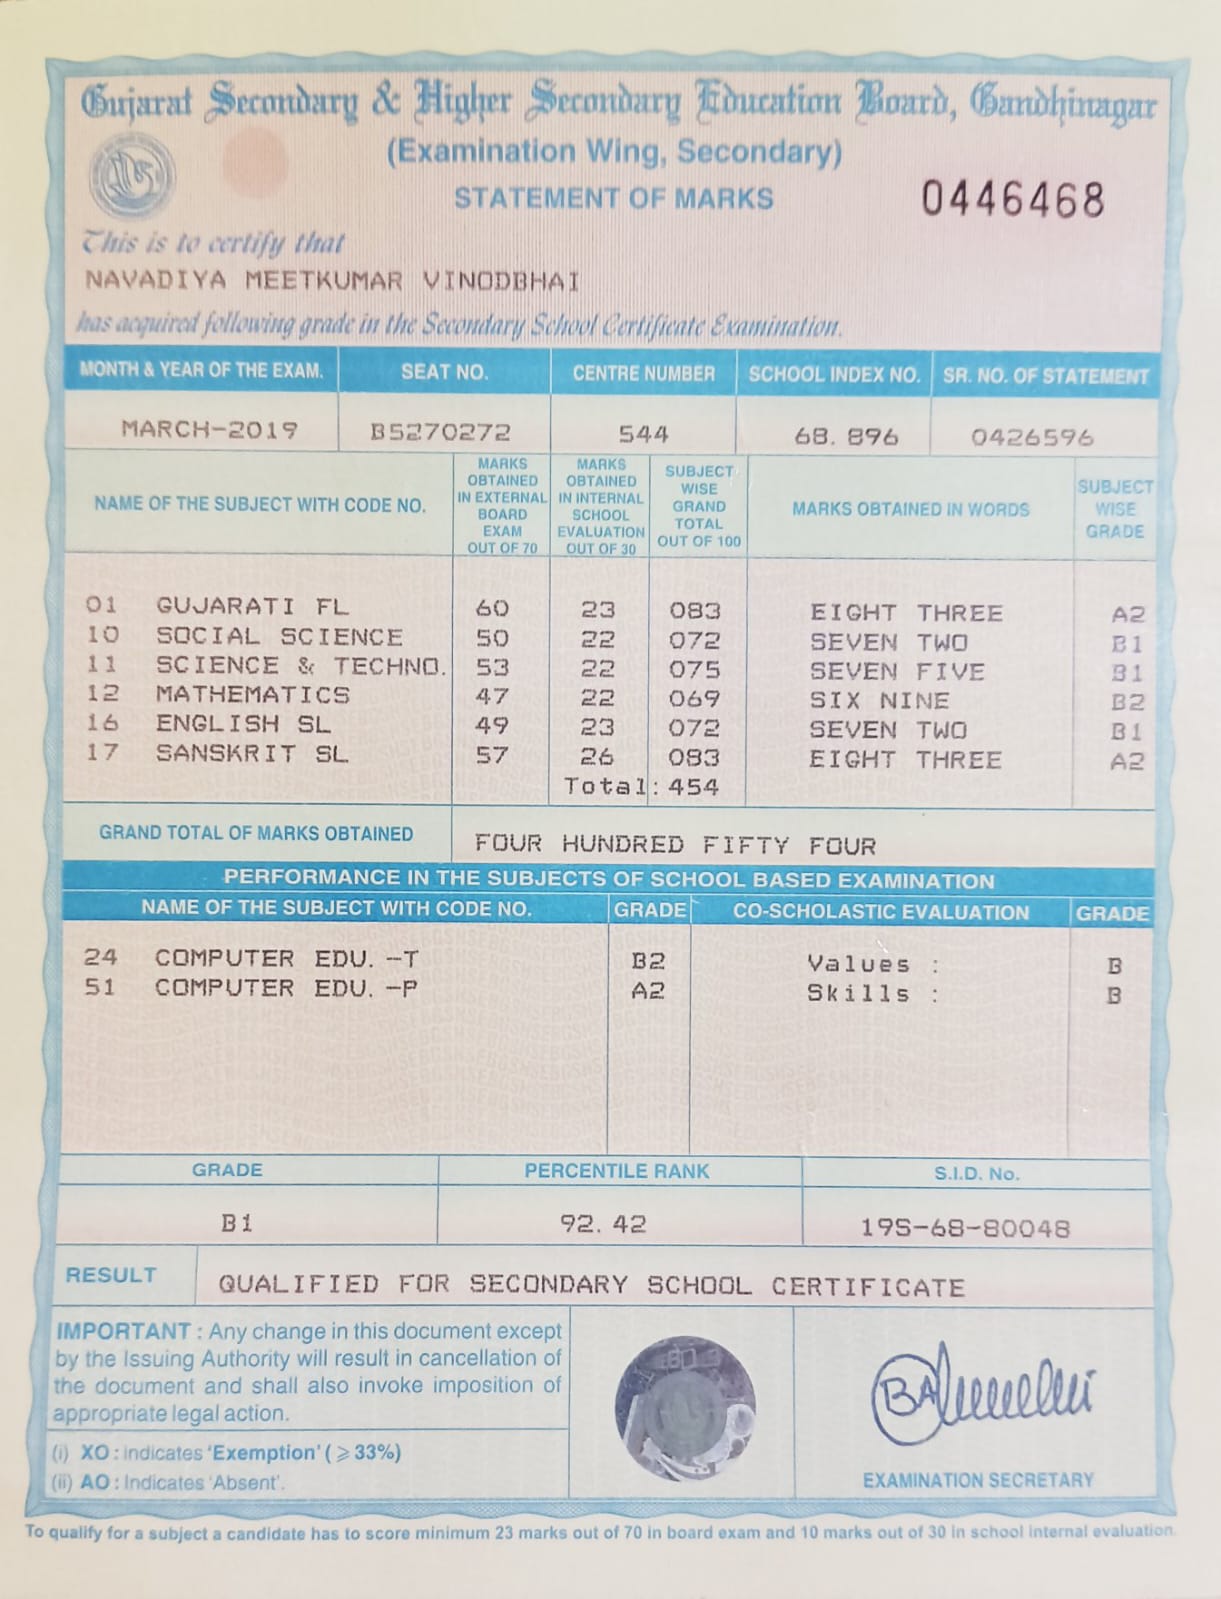 Gujarat Secondary & Higher Secondary Education Board, Gandhinagar
(Examination Wing, Secondary)
STATEMENT OF MARKS
0446468
This is to certify that
NAVADIYA MEETKUMAR VINODBHAI
has acquired following grade in the Secondary School Certificate Examination.
MONTH & YEAR OF THE EXAM. SEAT NO. CENTRE NUMBER SCHOOL INDEX NO. SR. NO. OF STATEMENT
MARCH-2019 B5270272 544 68.896 0426596
NAME OF THE SUBJECT WITH CODE NO.
MARKS
OBTAINED
IN EXTERNAL
BOARD
EXAM
OUT OF 70
MARKS
OBTAINED
IN INTERNAL
SCHOOL
EVALUATION
OUT OF 30
SUBJECT
WISE
GRAND
TOTAL
OUT OF 100
MARKS OBTAINED IN WORDS
SUBJECT
WISE
GRADE
01 GUJARATI FL 60 23 083 EIGHT THREE A2
10 SOCIAL SCIENCE 50 22 072 SEVEN TWO B1
11 SCIENCE & TECHNO. 53 22 075 SEVEN FIVE B1
12 MATHEMATICS 47 22 069 SIX NINE B2
16 ENGLISH SL 49 23 072 SEVEN TWO B1
17 SANSKRIT SL 57 26 083 EIGHT THREE A2
Total: 454
GRAND TOTAL OF MARKS OBTAINED FOUR HUNDRED FIFTY FOUR
PERFORMANCE IN THE SUBJECTS OF SCHOOL BASED EXAMINATION
NAME OF THE SUBJECT WITH CODE NO. GRADE CO-SCHOLASTIC EVALUATION GRADE
24 COMPUTER EDU. -T B2 Values : B
51 COMPUTER EDU. -P A2 Skills : B
GRADE PERCENTILE RANK S.I.D. No.
B1 92.42 19S-68-80048
RESULT QUALIFIED FOR SECONDARY SCHOOL CERTIFICATE
IMPORTANT : Any change in this document except
by the Issuing Authority will result in cancellation of
the document and shall also invoke imposition of
appropriate legal action.
(i) XO : indicates 'Exemption' ( ⩾ 33%)
(ii) AO : Indicates 'Absent'.
EXAMINATION SECRETARY
To qualify for a subject a candidate has to score minimum 23 marks out of 70 in board exam and 10 marks out of 30 in school internal evaluation.